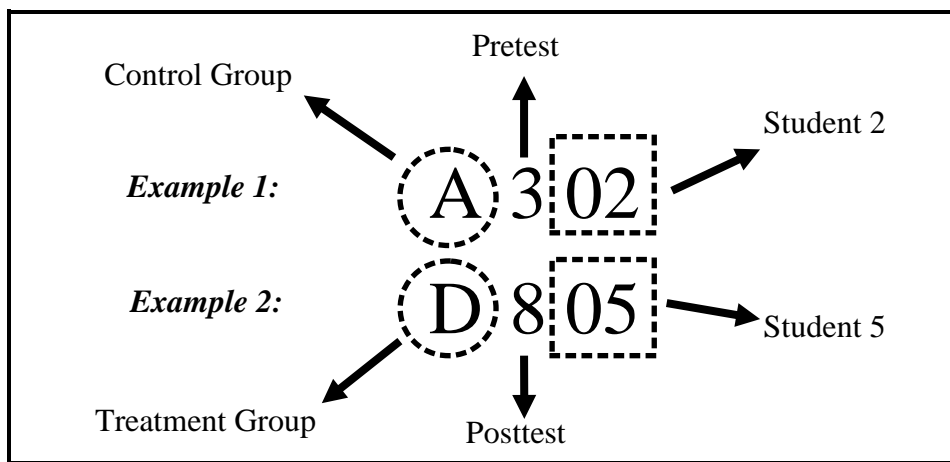 Pretest
Control Group
Student 2
Example 1: A 3 02
Example 2: D 8 05
Student 5
Treatment Group
Posttest